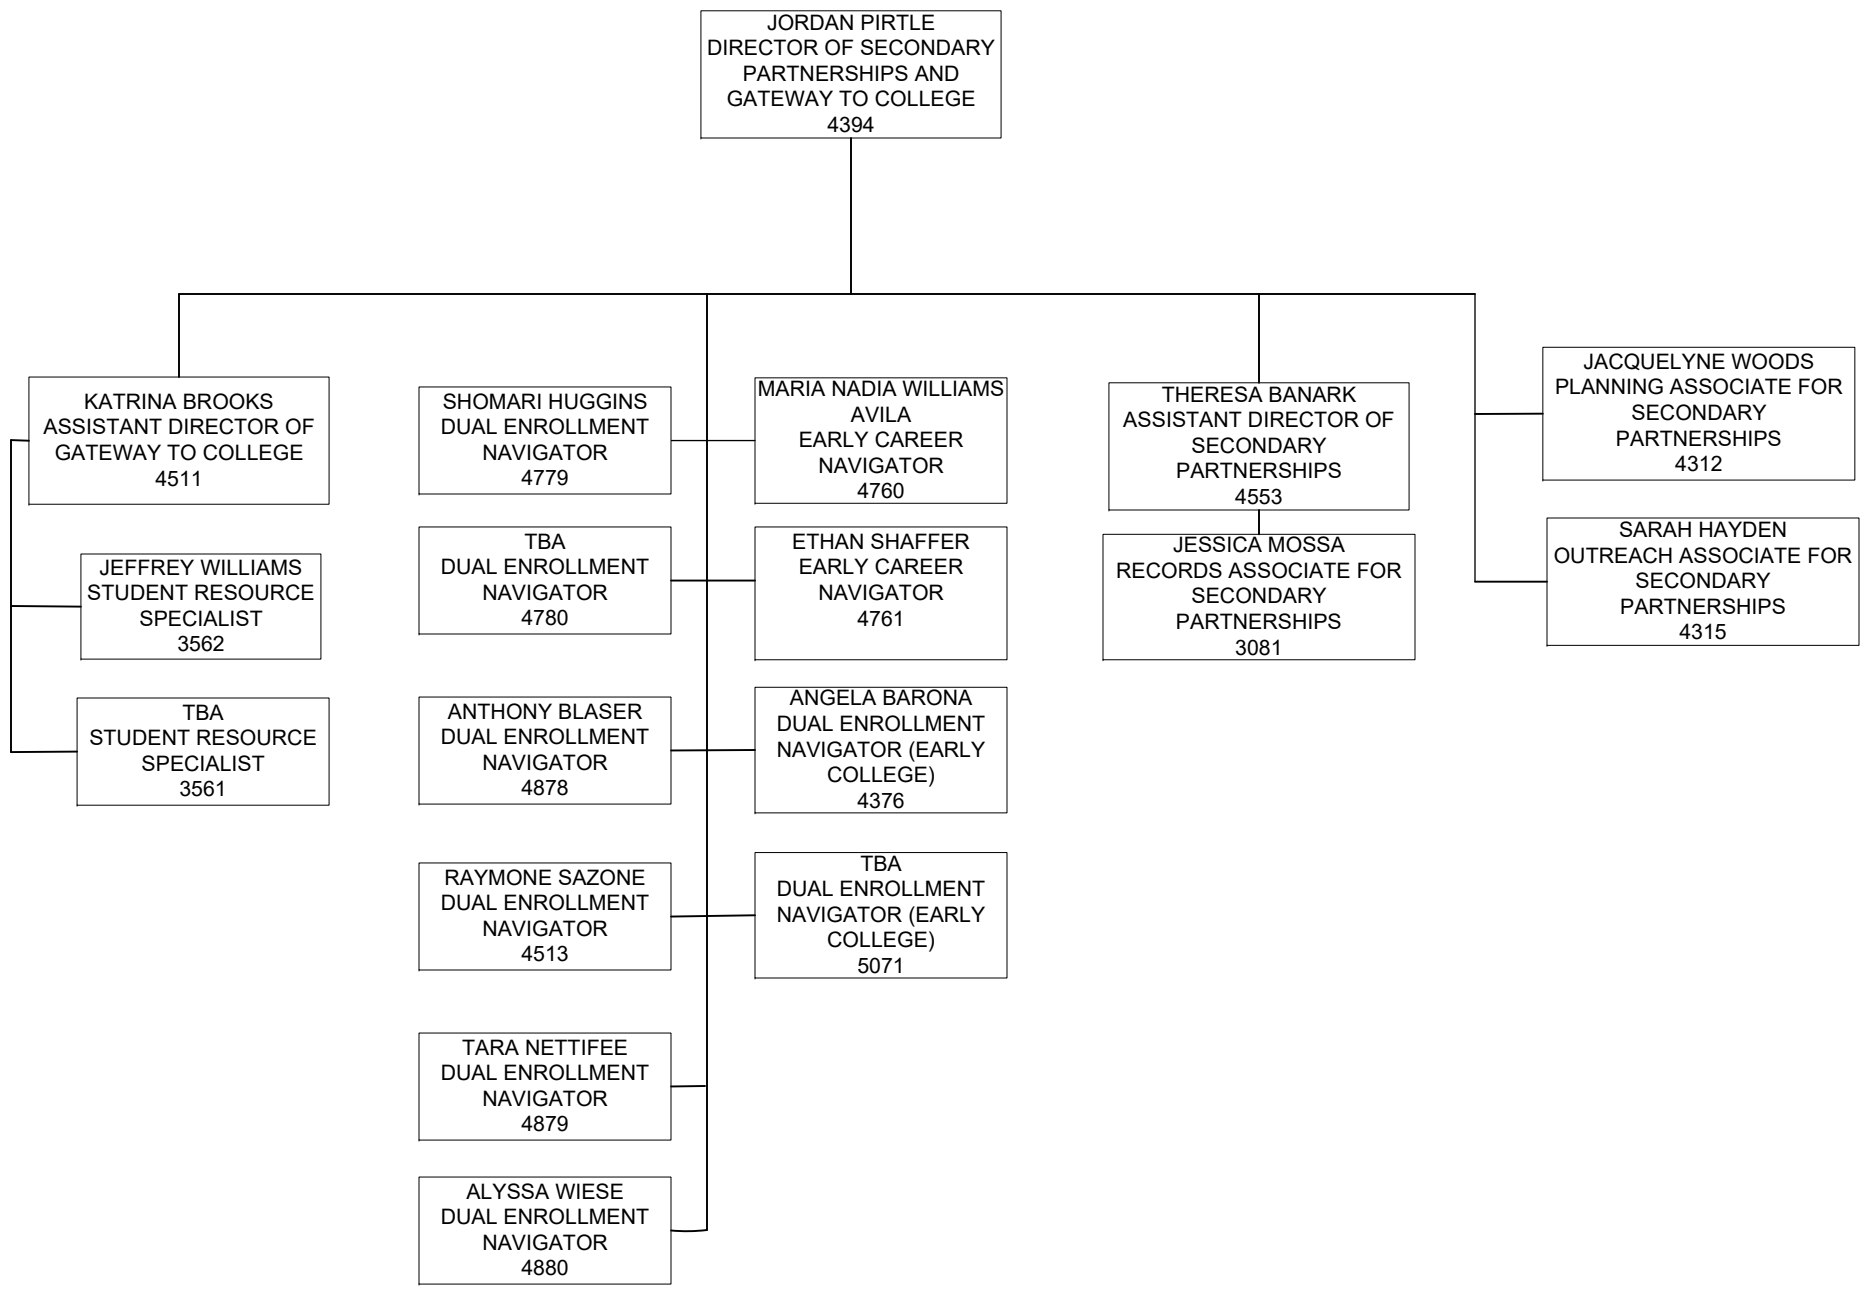 JORDAN PIRTLE
DIRECTOR OF SECONDARY
PARTNERSHIPS AND
GATEWAY TO COLLEGE
4394
KATRINA BROOKS
ASSISTANT DIRECTOR OF
GATEWAY TO COLLEGE
4511
JEFFREY WILLIAMS
STUDENT RESOURCE
SPECIALIST
3562
TBA
STUDENT RESOURCE
SPECIALIST
3561
SHOMARI HUGGINS
DUAL ENROLLMENT
NAVIGATOR
4779
TBA
DUAL ENROLLMENT
NAVIGATOR
4780
ANTHONY BLASER
DUAL ENROLLMENT
NAVIGATOR
4878
RAYMONE SAZONE
DUAL ENROLLMENT
NAVIGATOR
4513
TARA NETTIFEE
DUAL ENROLLMENT
NAVIGATOR
4879
ALYSSA WIESE
DUAL ENROLLMENT
NAVIGATOR
4880
MARIA NADIA WILLIAMS
AVILA
EARLY CAREER
NAVIGATOR
4760
ETHAN SHAFFER
EARLY CAREER
NAVIGATOR
4761
ANGELA BARONA
DUAL ENROLLMENT
NAVIGATOR (EARLY
COLLEGE)
4376
TBA
DUAL ENROLLMENT
NAVIGATOR (EARLY
COLLEGE)
5071
THERESA BANARK
ASSISTANT DIRECTOR OF
SECONDARY
PARTNERSHIPS
4553
JESSICA MOSSA
RECORDS ASSOCIATE FOR
SECONDARY
PARTNERSHIPS
3081
JACQUELYNE WOODS
PLANNING ASSOCIATE FOR
SECONDARY
PARTNERSHIPS
4312
SARAH HAYDEN
OUTREACH ASSOCIATE FOR
SECONDARY
PARTNERSHIPS
4315